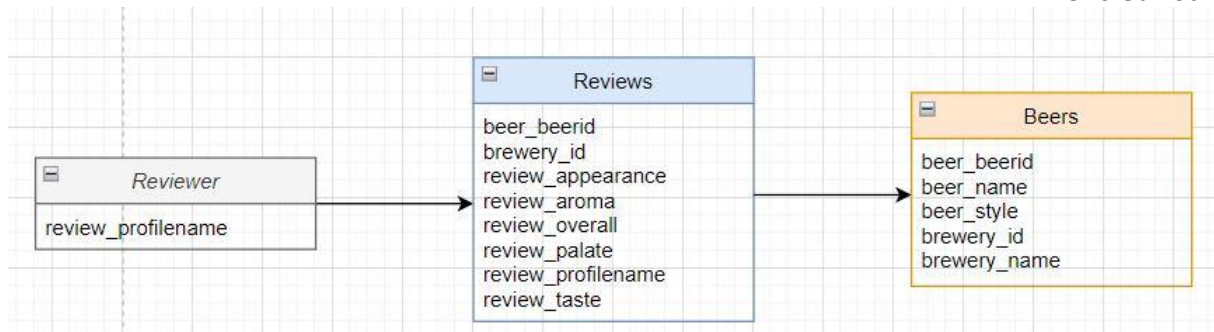 Reviewer
review_profilename
Reviews
beer_beerid
brewery_id
review_appearance
review_aroma
review_overall
review_palate
review_profilename
review_taste
Beers
beer_beerid
beer_name
beer_style
brewery_id
brewery_name